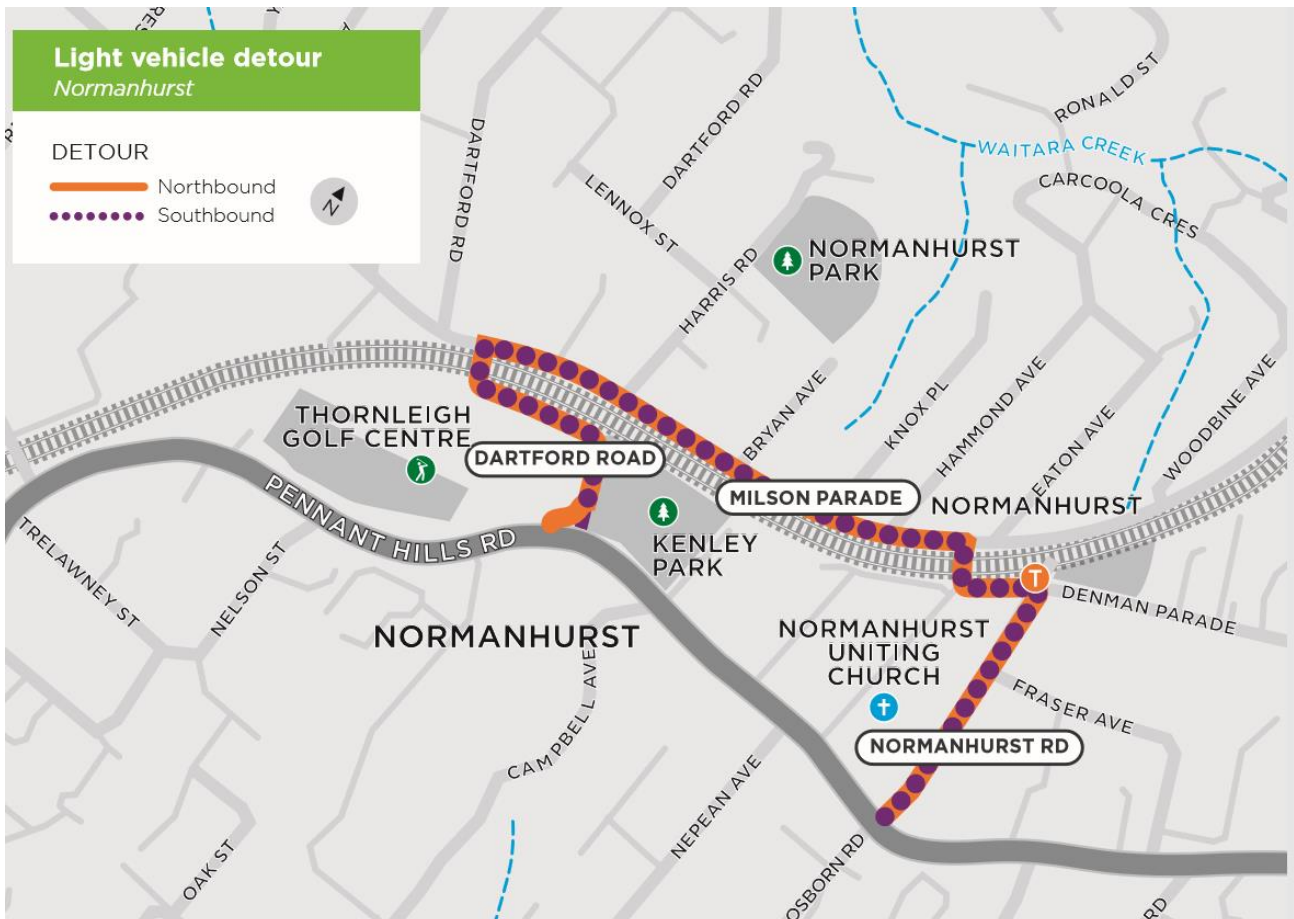 Light vehicle detour
Normanhurst
DETOUR
Northbound
Southbound
N
DARTFORD RD
DARTFORD RD
LENNOX ST
HARRIS RD
NORMANHURST
PARK
RONALD ST
WAITARA CREEK
CARCOOLA CRES
WOODBINE AVE
THORNLEIGH
GOLF CENTRE
DARTFORD ROAD
BRYAN AVE
KNOX PL
HAMMOND AVE
EATON AVE
MILSON PARADE
NORMANHURST
PENNANT HILLS RD
KENLEY
PARK
T
DENMAN PARADE
TRELAWNEY ST
NELSON ST
NORMANHURST
NORMANHURST
UNITING
CHURCH
FRASER AVE
CAMPBELL AVE
NORMANHURST RD
NEPEAN AVE
OAK ST
OSBORN RD
RD